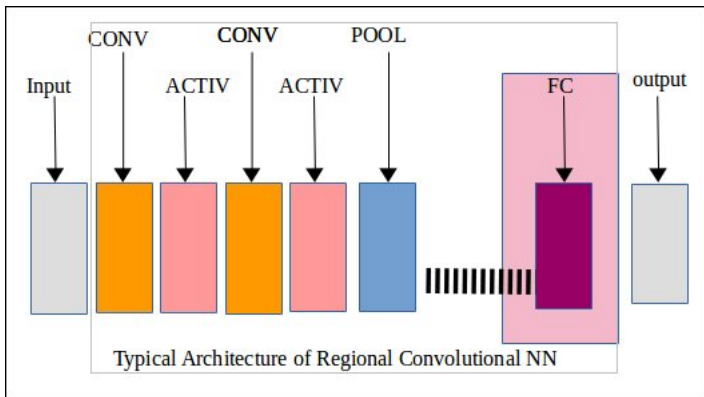 CONV CONV POOL
Input ACTIV ACTIV FC output
Typical Architecture of Regional Convolutional NN